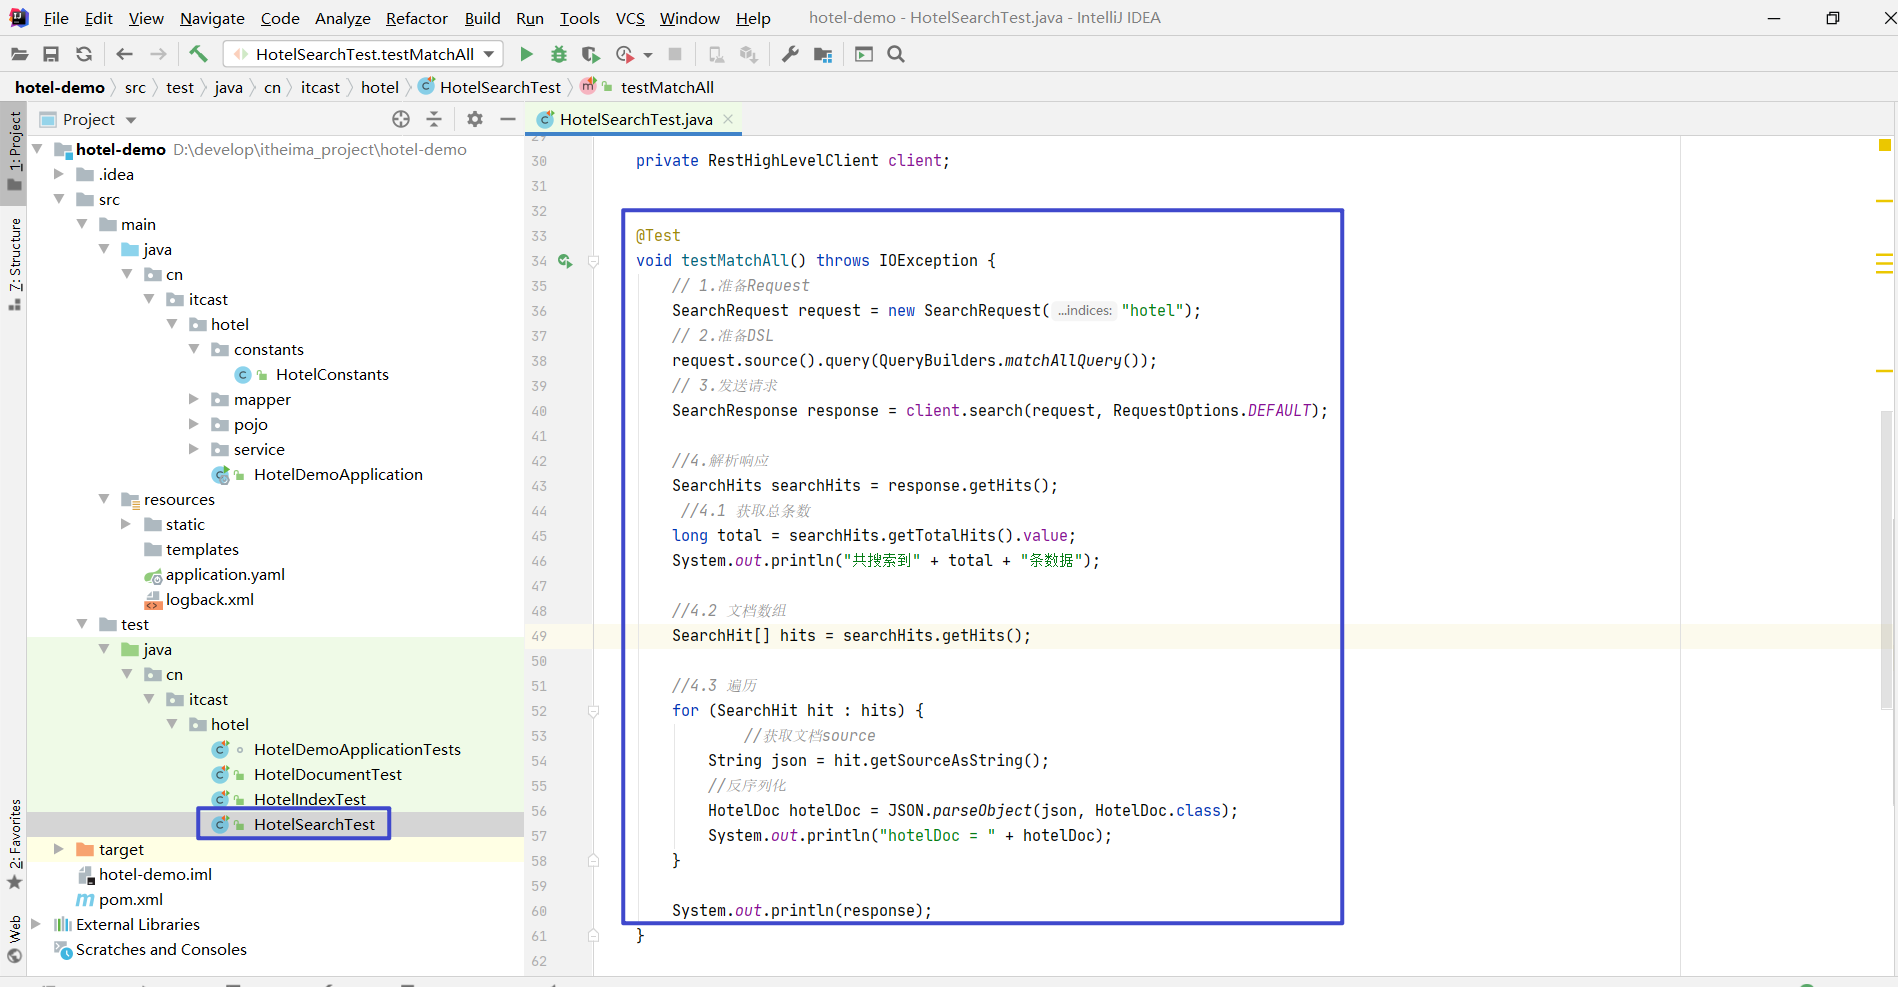 File Edit View Navigate Code Analyze Refactor Build Run Tools VCS Window Help hotel-demo - HotelSearchTest.java - IntelliJ IDEA
HotelSearchTest.testMatchAll
hotel-demo src test java cn itcast hotel HotelSearchTest testMatchAll
1: Project
7: Structure
2: Favorites
Web
Project
hotel-demo D:\develop\itheima_project\hotel-demo
.idea
src
main
java
cn
itcast
hotel
constants
HotelConstants
mapper
pojo
service
HotelDemoApplication
resources
static
templates
application.yaml
logback.xml
test
java
cn
itcast
hotel
HotelDemoApplicationTests
HotelDocumentTest
HotelIndexTest
HotelSearchTest
target
hotel-demo.iml
pom.xml
External Libraries
Scratches and Consoles
HotelSearchTest.java
29
30 private RestHighLevelClient client;
31
32
33 @Test
34 void testMatchAll() throws IOException {
35 // 1.准备Request
36 SearchRequest request = new SearchRequest( ...indices: "hotel");
37 // 2.准备DSL
38 request.source().query(QueryBuilders.matchAllQuery());
39 // 3.发送请求
40 SearchResponse response = client.search(request, RequestOptions.DEFAULT);
41
42 //4.解析响应
43 SearchHits searchHits = response.getHits();
44 //4.1 获取总条数
45 long total = searchHits.getTotalHits().value;
46 System.out.println("共搜索到" + total + "条数据");
47
48 //4.2 文档数组
49 SearchHit[] hits = searchHits.getHits();
50
51 //4.3 遍历
52 for (SearchHit hit : hits) {
53 //获取文档source
54 String json = hit.getSourceAsString();
55 //反序列化
56 HotelDoc hotelDoc = JSON.parseObject(json, HotelDoc.class);
57 System.out.println("hotelDoc = " + hotelDoc);
58 }
59
60 System.out.println(response);
61 }
62